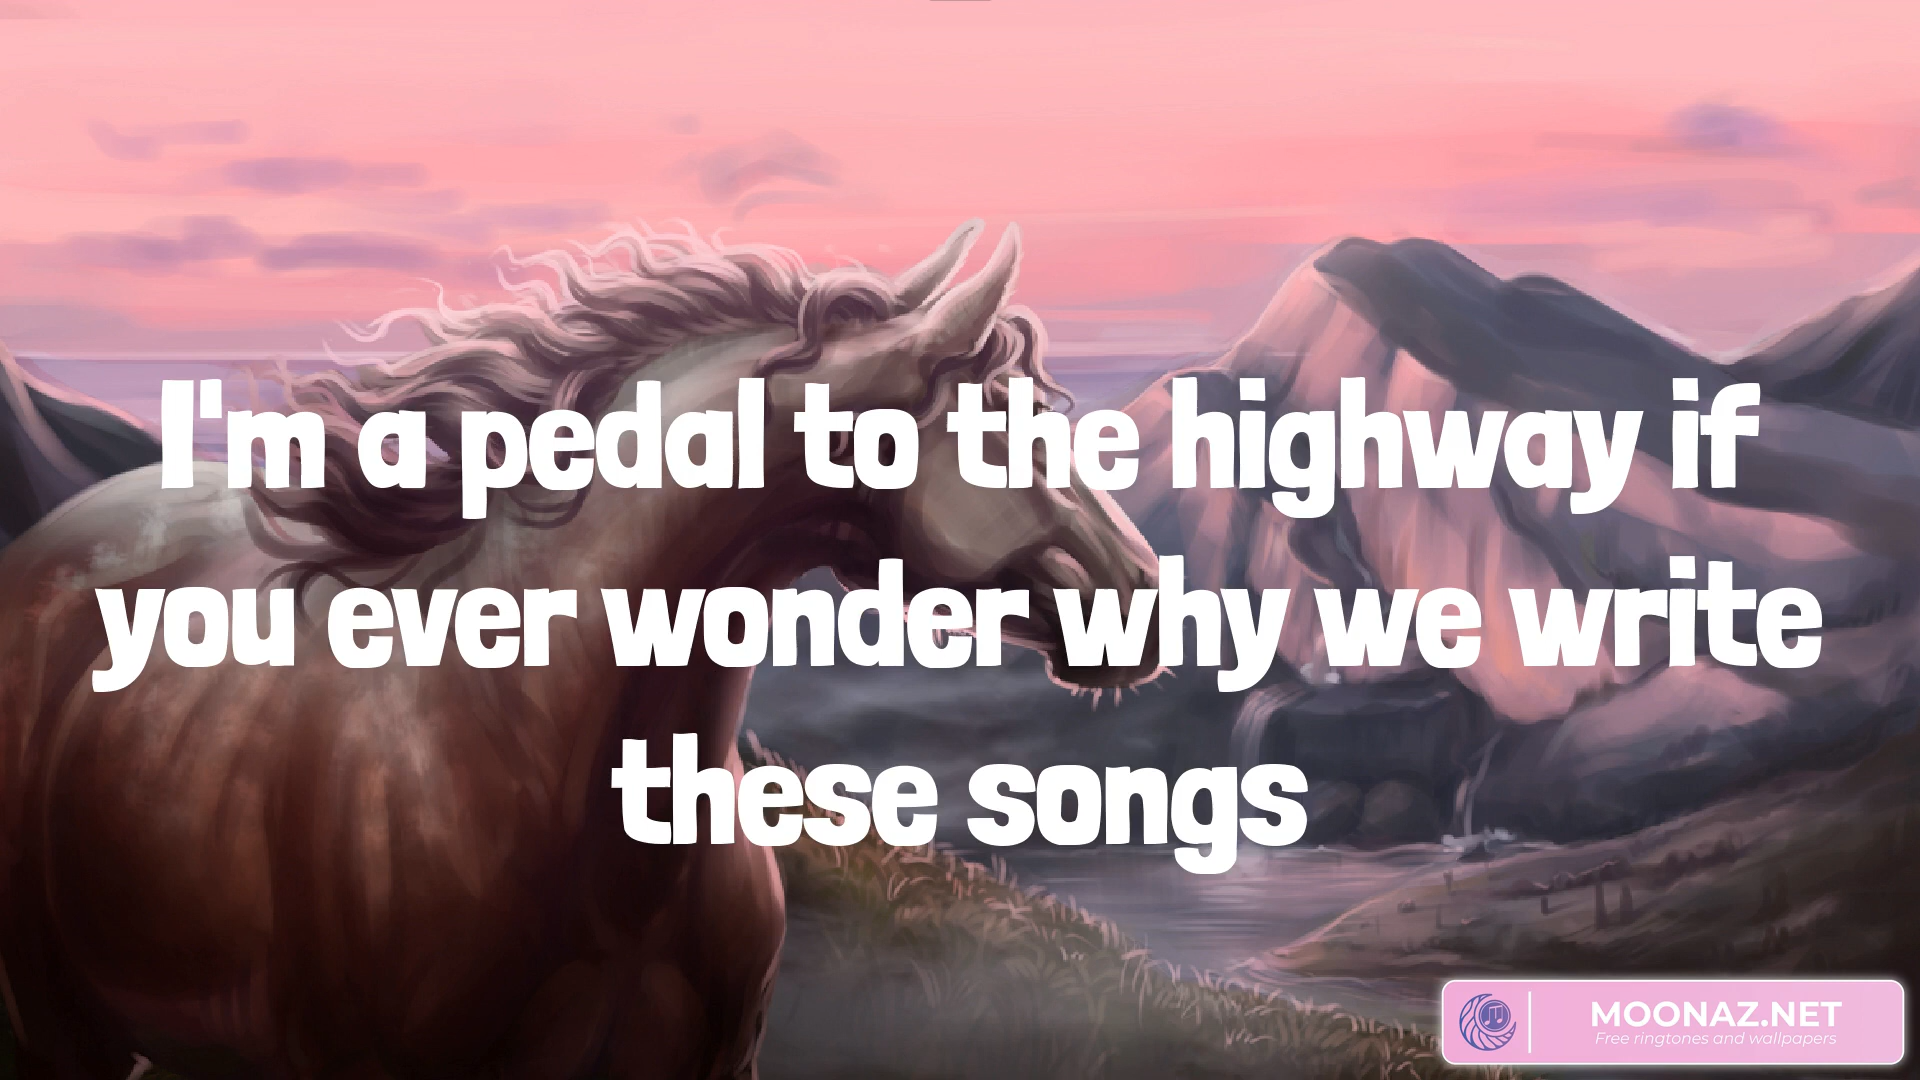 I'm a pedal to the highway if
you ever wonder why we write
these songs
MOONAZ.NET
Free ringtones and wallpapers